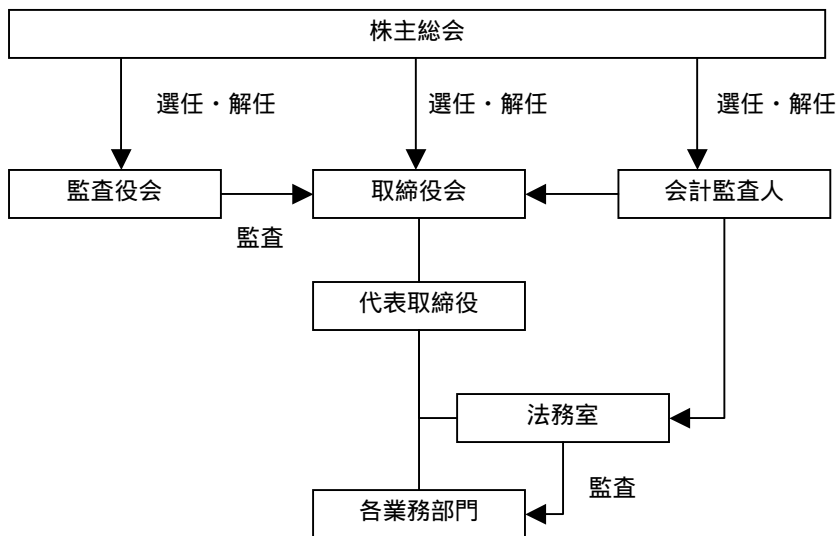 株主総会
選任・解任
選任・解任
選任・解任
監査役会
取締役会
会計監査人
監査
代表取締役
法務室
監査
各業務部門